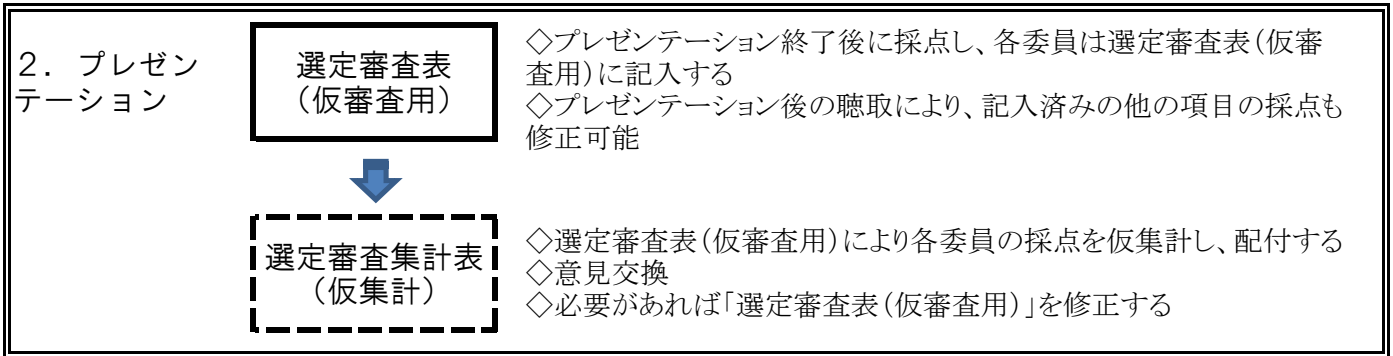 ２．プレゼン
テーション
選定審査表
（仮審査用）
◇プレゼンテーション終了後に採点し、各委員は選定審査表（仮審
査用）に記入する
◇プレゼンテーション後の聴取により、記入済みの他の項目の採点も
修正可能
選定審査集計表
（仮集計）
◇選定審査表（仮審査用）により各委員の採点を仮集計し、配付する
◇意見交換
◇必要があれば「選定審査表（仮審査用）」を修正する